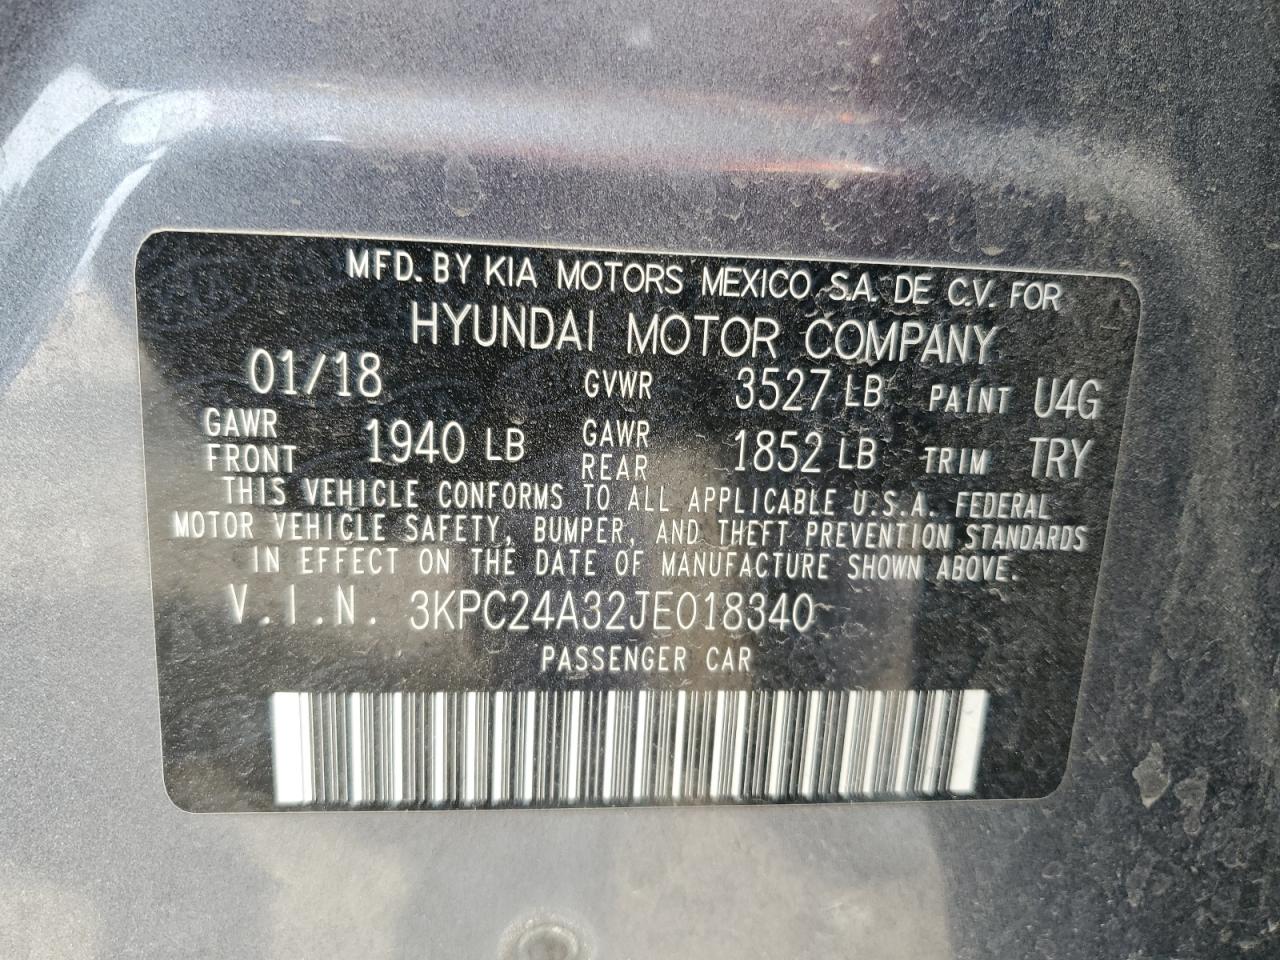 MFD. BY KIA MOTORS MEXICO S.A. DE C.V. FOR
HYUNDAI MOTOR COMPANY
01/18 GVWR 3527 LB PAINT U4G
GAWR FRONT 1940 LB GAWR REAR 1852 LB TRIM TRY
THIS VEHICLE CONFORMS TO ALL APPLICABLE U.S.A. FEDERAL
MOTOR VEHICLE SAFETY, BUMPER, AND THEFT PREVENTION STANDARDS
IN EFFECT ON THE DATE OF MANUFACTURE SHOWN ABOVE.
V.I.N. 3KPC24A32JE018340
PASSENGER CAR